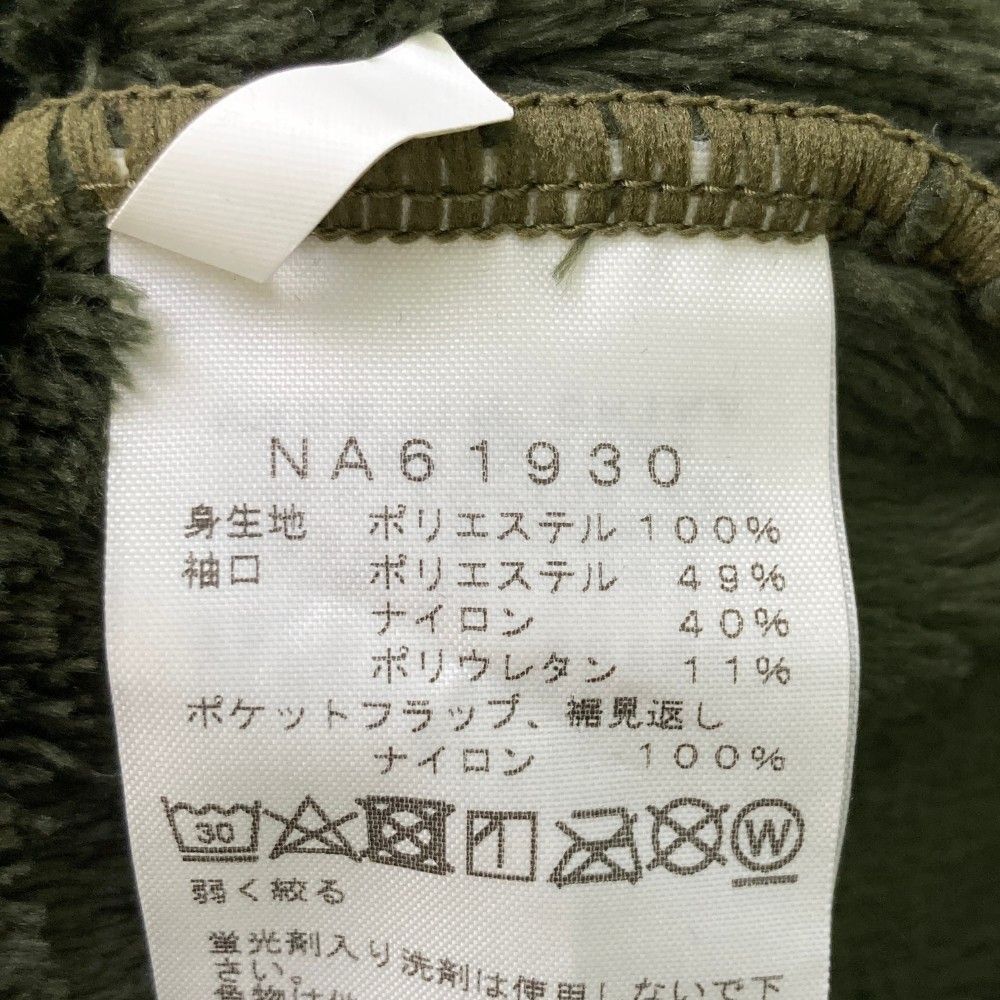 NA61930
身生地 ポリエステル 100%
袖口 ポリエステル 49%
ナイロン 40%
ポリウレタン 11%
ポケットフラップ、裾見返し
ナイロン 100%
30 W
弱く絞る
蛍光剤入り洗剤は使用しないで下
さい。